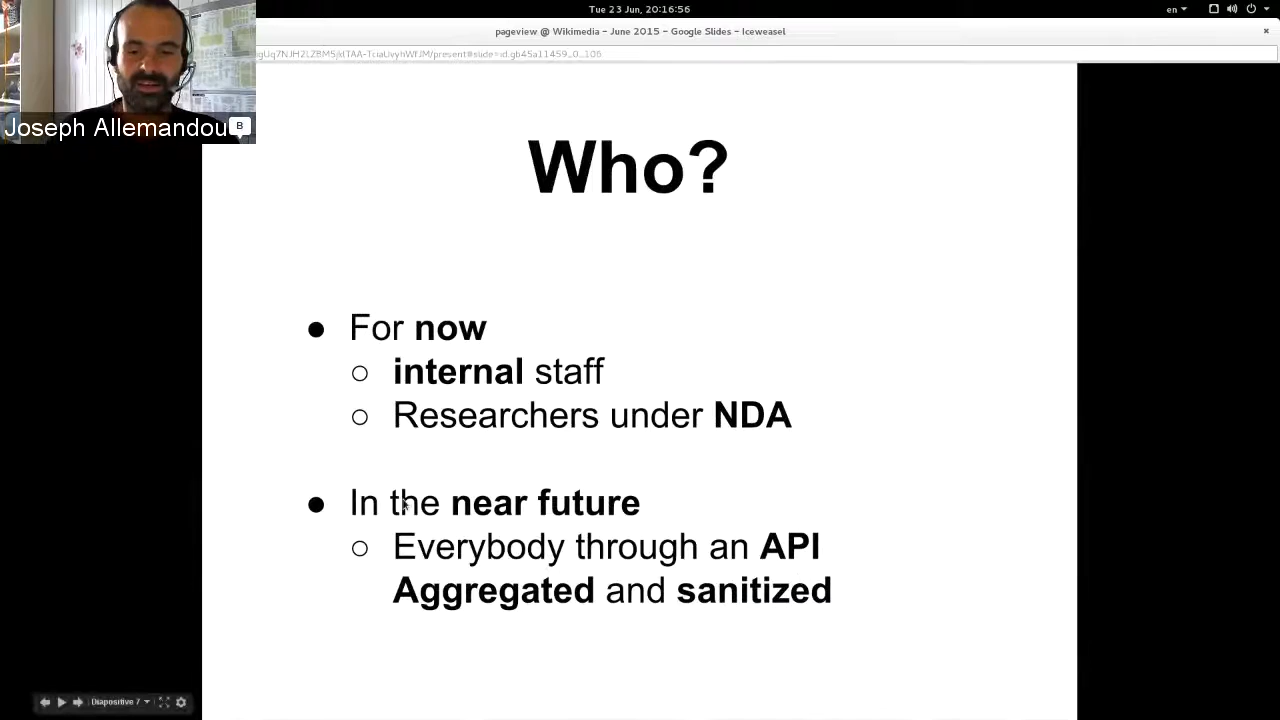 Tue 23 Jun, 20:16:56
en
pageview @ Wikimedia – June 2015 – Google Slides – Iceweasel
Joseph Allemandou
B
Who?
● For now
○ internal staff
○ Researchers under NDA
● In the near future
○ Everybody through an API
Aggregated and sanitized
Diapositive 7